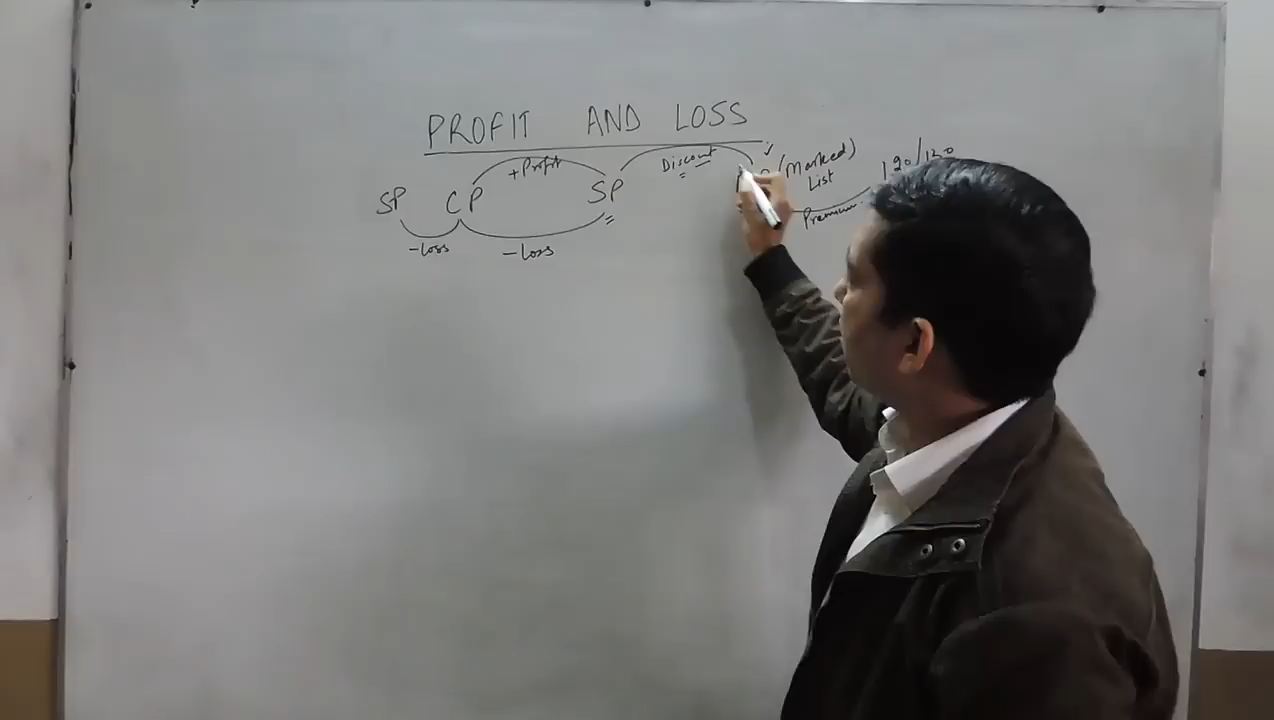 PROFIT AND LOSS
+Profit
Discount
SP CP SP (Marked)
List
Premium
-Loss -Loss